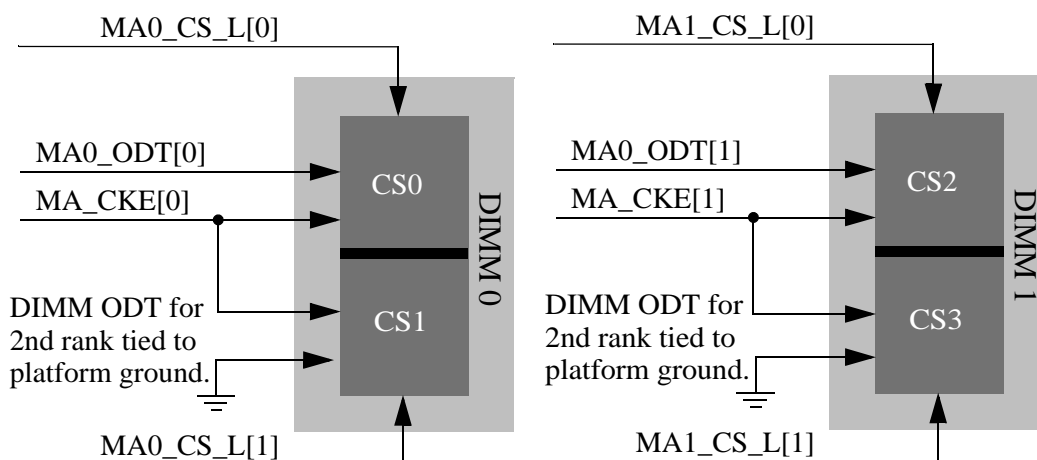 MA0_CS_L[0]
MA0_ODT[0]
MA_CKE[0]
CS0
CS1
DIMM 0
DIMM ODT for
2nd rank tied to
platform ground.
MA0_CS_L[1]
MA1_CS_L[0]
MA0_ODT[1]
MA_CKE[1]
CS2
CS3
DIMM 1
DIMM ODT for
2nd rank tied to
platform ground.
MA1_CS_L[1]